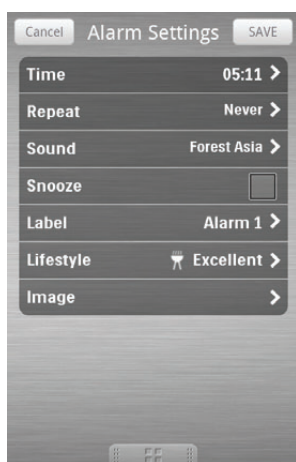 Cancel Alarm Settings SAVE
Time 05:11
Repeat Never
Sound Forest Asia
Snooze
Label Alarm 1
Lifestyle Excellent
Image